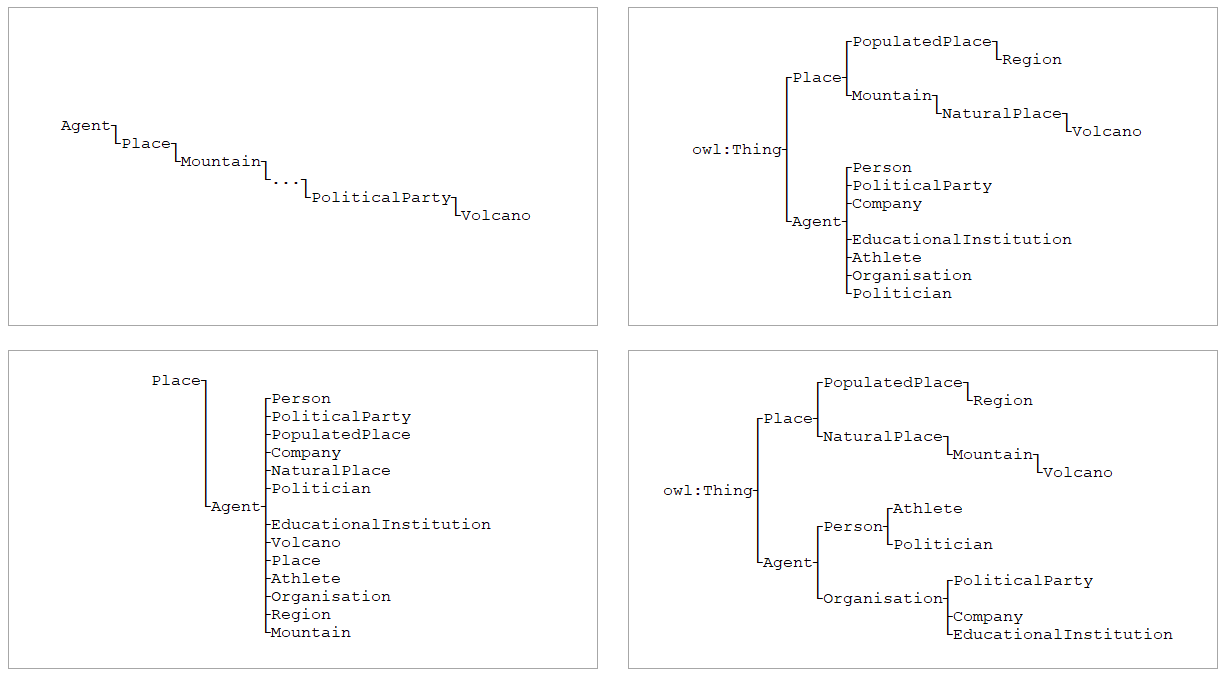 Agent
Place
Mountain
...
PoliticalParty
Volcano
PopulatedPlace
Region
Place
Mountain
NaturalPlace
Volcano
owl:Thing
Person
PoliticalParty
Company
Agent
EducationalInstitution
Athlete
Organisation
Politician
Place
Person
PoliticalParty
PopulatedPlace
Company
NaturalPlace
Politician
Agent
EducationalInstitution
Volcano
Place
Athlete
Organisation
Region
Mountain
PopulatedPlace
Region
Place
NaturalPlace
Mountain
Volcano
owl:Thing
Athlete
Person
Politician
Agent
PoliticalParty
Organisation
Company
EducationalInstitution